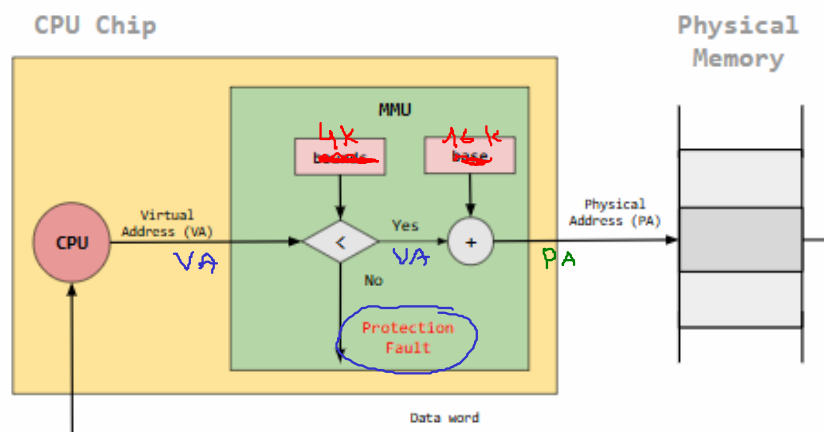 CPU Chip
Physical
Memory
MMU
4K
16K
bounds
base
Virtual
Address (VA)
Physical
Address (PA)
Yes
CPU
<
+
VA
VA
PA
No
Protection
Fault
Data word